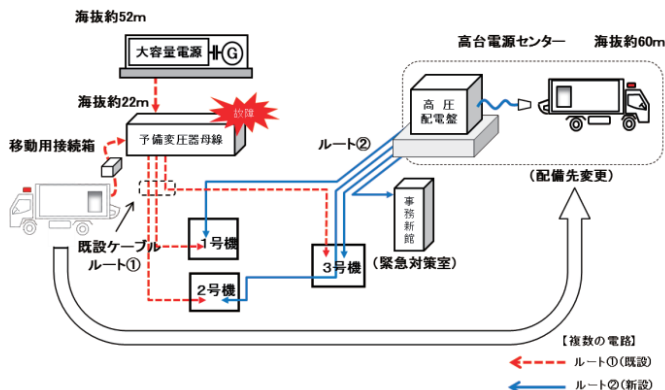 海抜約52m
大容量電源
G
海抜約22m
故障
予備変圧器母線
移動用接続箱
既設ケーブル
ルート①
高台電源センター 海抜約60m
高圧
配電盤
ルート②
(配備先変更)
事務新館
(緊急対策室)
1号機
2号機
3号機
【複数の電路】
ルート①(既設)
ルート②(新設)